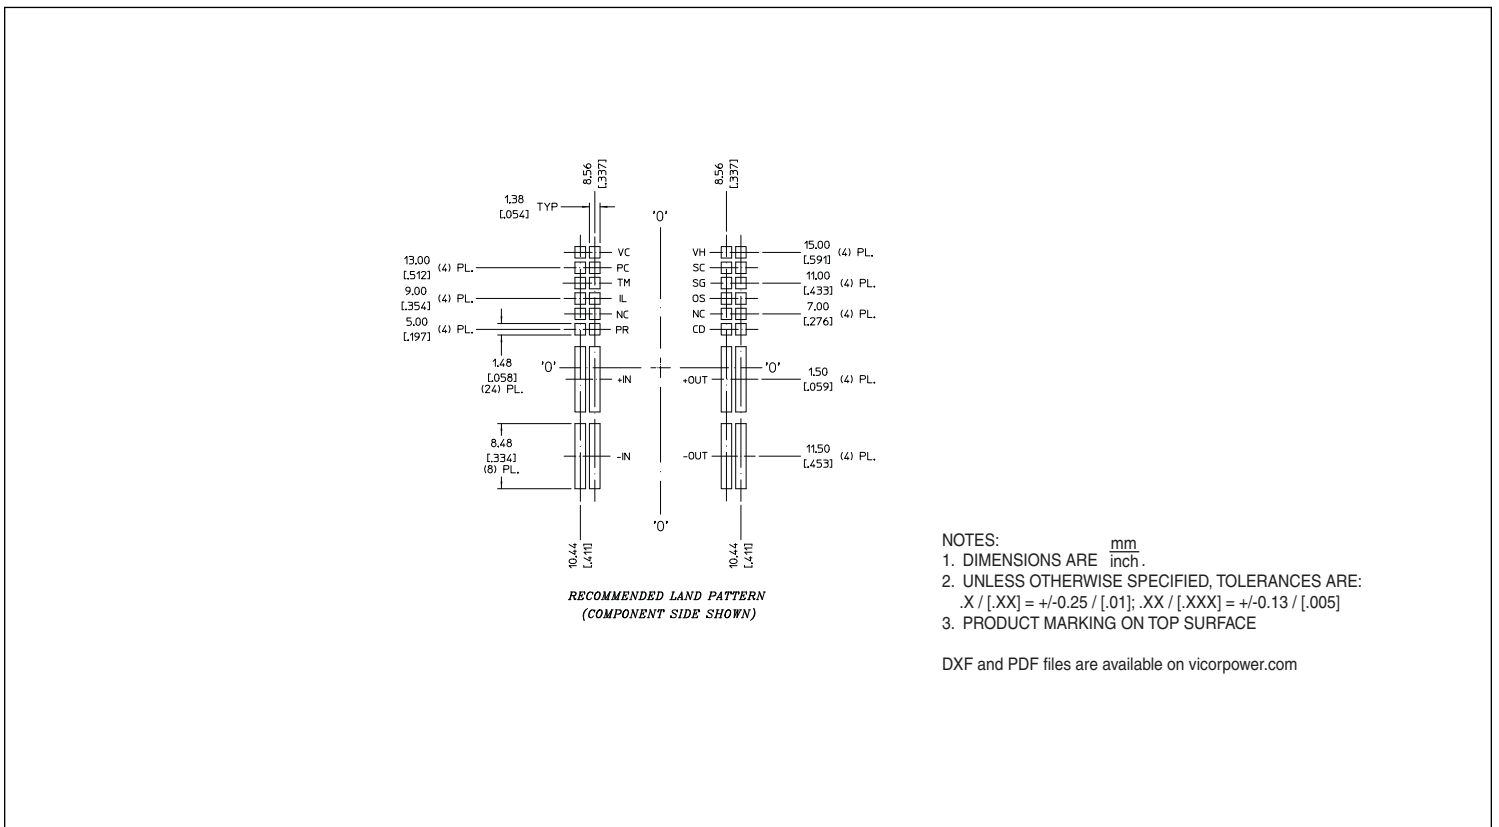 8.56
[.337]
8.56
[.337]
1.38
[.054]
TYP
'0'
VC
VH
15.00
[.591]
(4) PL.
13.00
[.512]
(4) PL.
PC
SC
TM
SG
11.00
[.433]
(4) PL.
9.00
[.354]
(4) PL.
IL
OS
NC
NC
7.00
[.276]
(4) PL.
5.00
[.197]
(4) PL.
PR
CD
1.48
[.058]
(24) PL.
'0'
'0'
+IN
+OUT
1.50
[.059]
(4) PL.
8.48
[.334]
(8) PL.
-IN
-OUT
11.50
[.453]
(4) PL.
'0'
10.44
[.411]
10.44
[.411]
RECOMMENDED LAND PATTERN
(COMPONENT SIDE SHOWN)
NOTES:
1. DIMENSIONS ARE mm
inch .
2. UNLESS OTHERWISE SPECIFIED, TOLERANCES ARE:
.X / [.XX] = +/-0.25 / [.01]; .XX / [.XXX] = +/-0.13 / [.005]
3. PRODUCT MARKING ON TOP SURFACE
DXF and PDF files are available on vicorpower.com